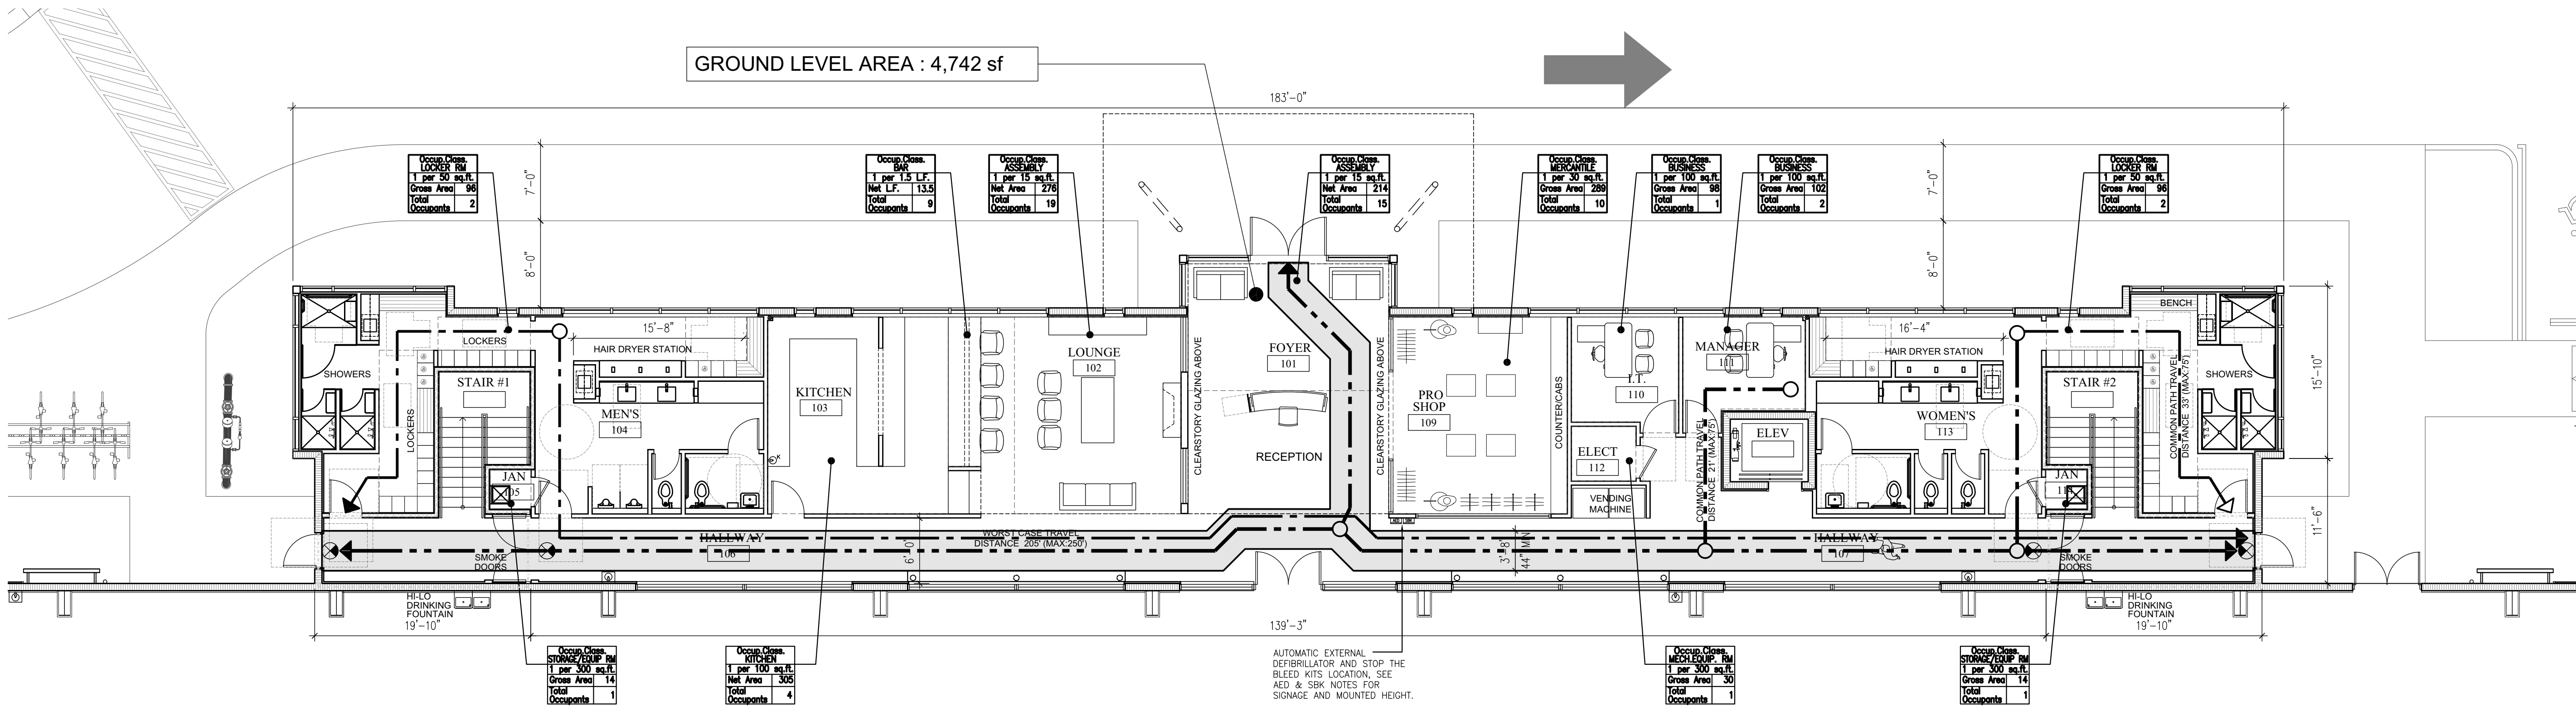 GROUND LEVEL AREA : 4,742 sf
183'-0"
Occup.Class.
LOCKER RM
1 per 50 sq.ft.
Gross Area 96
Total
Occupants 2
7'-0"
8'-0"
Occup.Class.
BAR
1 per 1.5 L.F.
Net L.F. 13.5
Total
Occupants 9
Occup.Class.
ASSEMBLY
1 per 15 sq.ft.
Net Area 276
Total
Occupants 19
Occup.Class.
ASSEMBLY
1 per 15 sq.ft.
Net Area 214
Total
Occupants 15
Occup.Class.
MERCANTILE
1 per 30 sq.ft.
Gross Area 289
Total
Occupants 10
Occup.Class.
BUSINESS
1 per 100 sq.ft.
Gross Area 98
Total
Occupants 1
Occup.Class.
BUSINESS
1 per 100 sq.ft.
Gross Area 102
Total
Occupants 2
7'-0"
8'-0"
Occup.Class.
LOCKER RM
1 per 50 sq.ft.
Gross Area 96
Total
Occupants 2
SHOWERS
LOCKERS
LOCKERS
STAIR #1
15'-8"
HAIR DRYER STATION
MEN'S
104
JAN
105
KITCHEN
103
K
LOUNGE
102
CLEARSTORY GLAZING ABOVE
FOYER
101
RECEPTION
CLEARSTORY GLAZING ABOVE
PRO
SHOP
109
COUNTER/CABS
I.T.
110
MANAGER
111
ELECT
112
VENDING
MACHINE
COMMON PATH TRAVEL
DISTANCE 21' (MAX:75')
ELEV
16'-4"
HAIR DRYER STATION
WOMEN'S
113
STAIR #2
JAN
COMMON PATH TRAVEL
DISTANCE 33' (MAX:75')
BENCH
SHOWERS
15'-10"
11'-6"
SMOKE
DOORS
HALLWAY
106
6'-0"
WORST CASE TRAVEL
DISTANCE 205' (MAX:250')
AED SBK
3'-8"
44" MIN
HALLWAY
107
SMOKE
DOORS
HI-LO
DRINKING
FOUNTAIN
HI-LO
DRINKING
FOUNTAIN
19'-10"
139'-3"
19'-10"
Occup.Class.
STORAGE/EQUIP RM
1 per 300 sq.ft.
Gross Area 14
Total
Occupants 1
Occup.Class.
KITCHEN
1 per 100 sq.ft.
Net Area 305
Total
Occupants 4
AUTOMATIC EXTERNAL
DEFIBRILLATOR AND STOP THE
BLEED KITS LOCATION, SEE
AED & SBK NOTES FOR
SIGNAGE AND MOUNTED HEIGHT.
Occup.Class.
MECH.EQUIP. RM
1 per 300 sq.ft.
Gross Area 30
Total
Occupants 1
Occup.Class.
STORAGE/EQUIP RM
1 per 300 sq.ft.
Gross Area 14
Total
Occupants 1